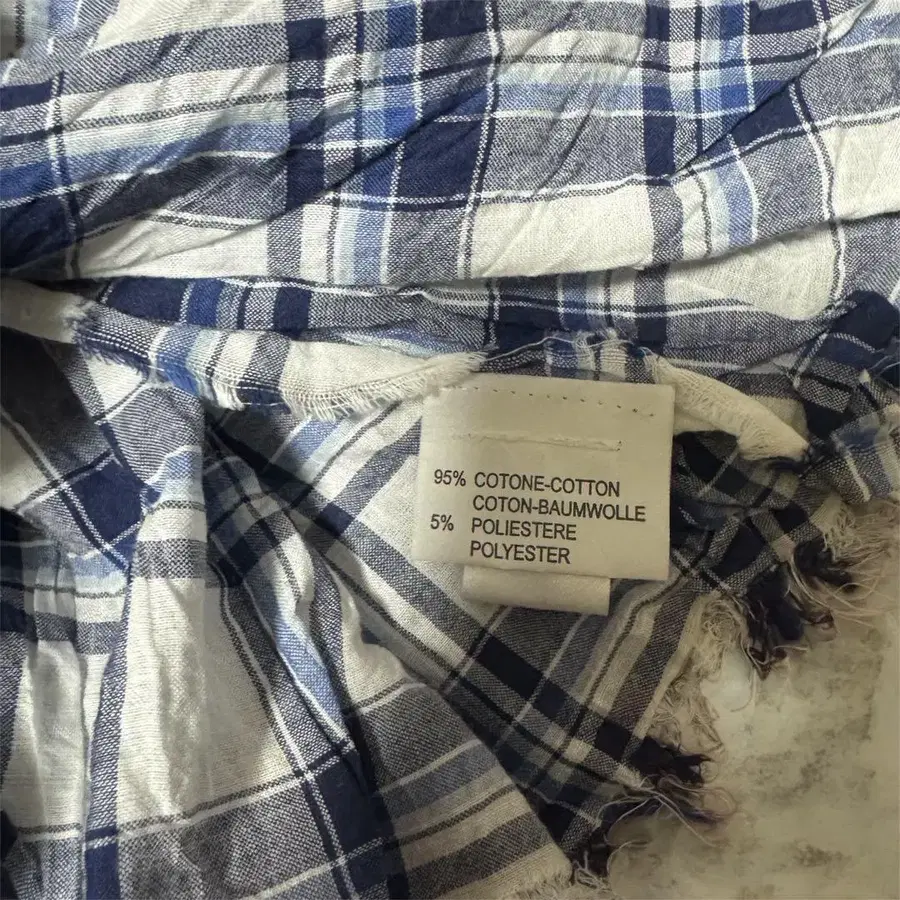 95% COTONE-COTTON
COTON-BAUMWOLLE
5% POLIESTERE
POLYESTER